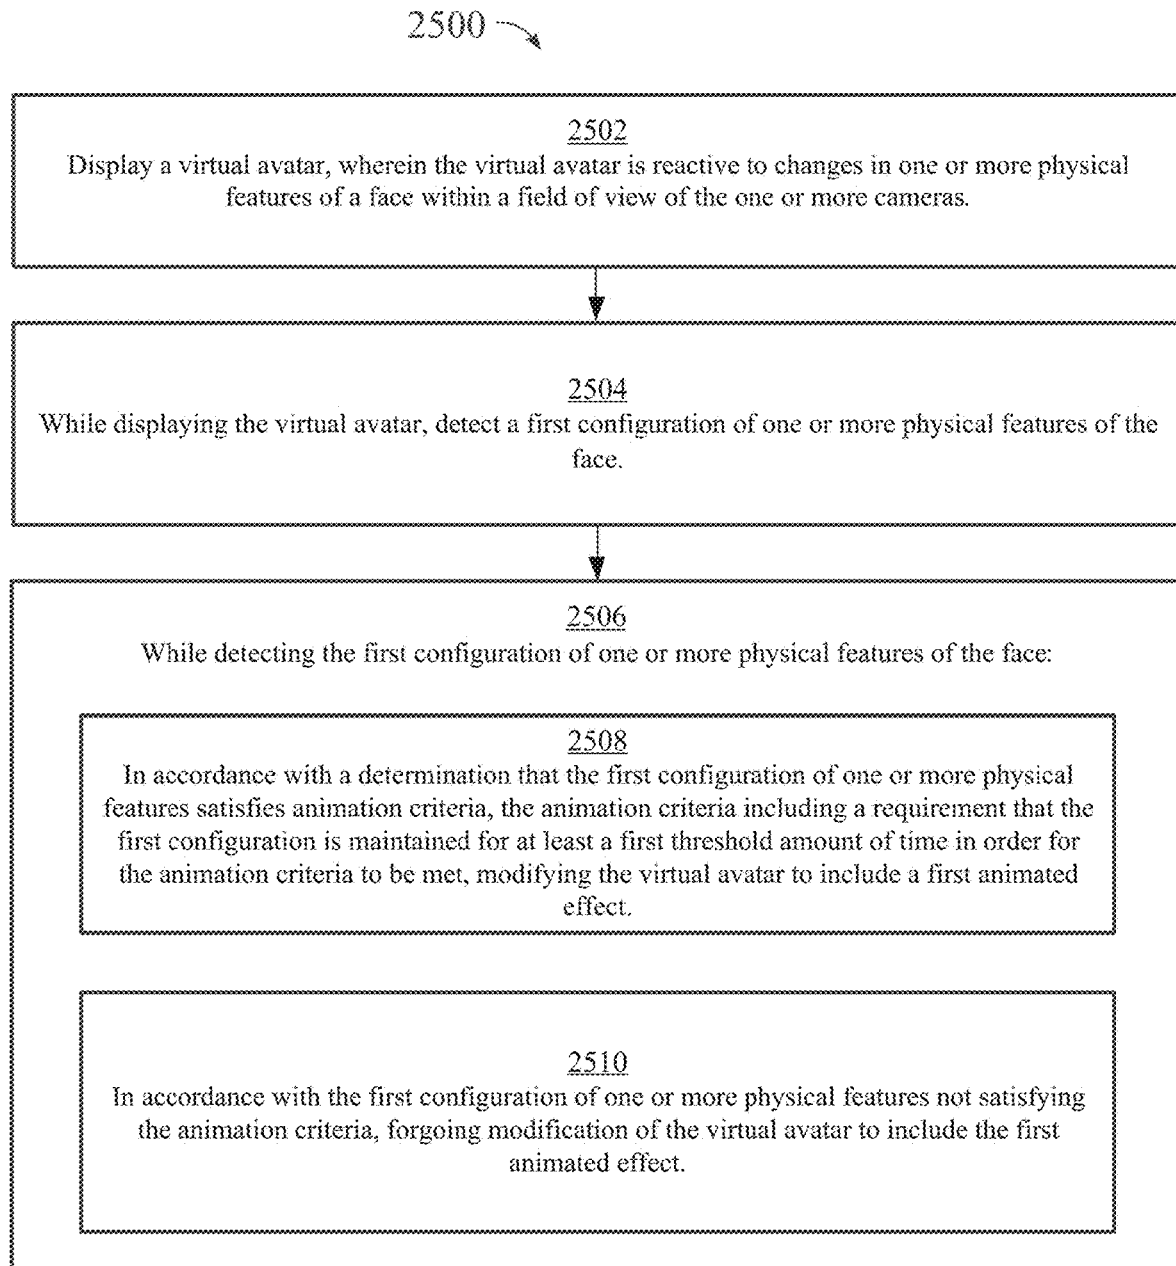 2500
2502
Display a virtual avatar, wherein the virtual avatar is reactive to changes in one or more physical
features of a face within a field of view of the one or more cameras.
2504
While displaying the virtual avatar, detect a first configuration of one or more physical features of the
face.
2506
While detecting the first configuration of one or more physical features of the face:
2508
In accordance with a determination that the first configuration of one or more physical
features satisfies animation criteria, the animation criteria including a requirement that the
first configuration is maintained for at least a first threshold amount of time in order for
the animation criteria to be met, modifying the virtual avatar to include a first animated
effect.
2510
In accordance with the first configuration of one or more physical features not satisfying
the animation criteria, forgoing modification of the virtual avatar to include the first
animated effect.